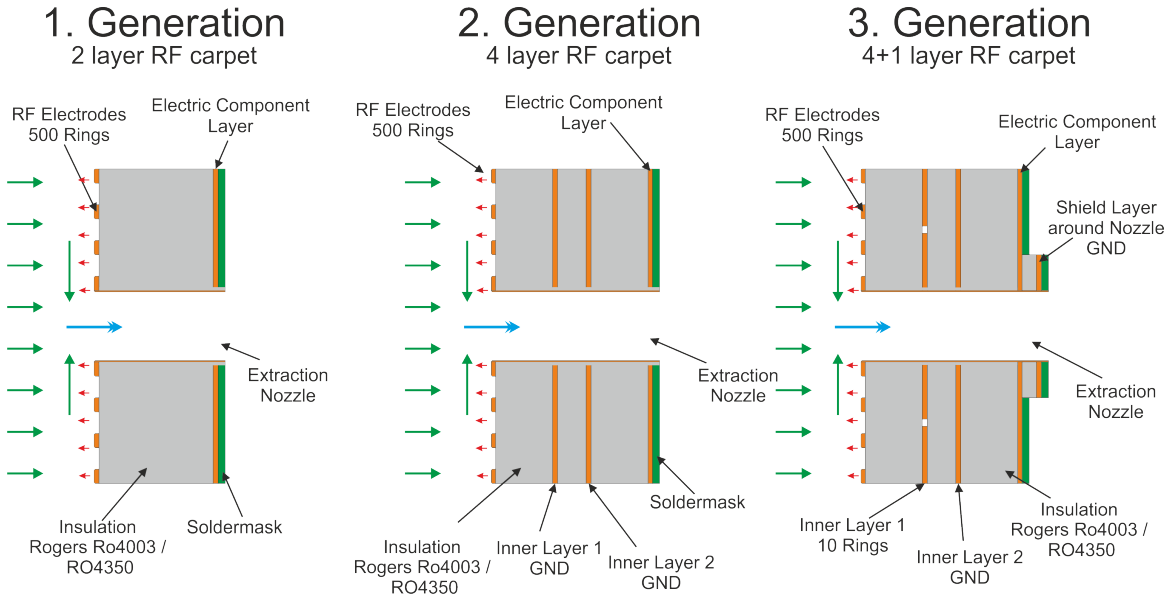 1. Generation
2 layer RF carpet
RF Electrodes
500 Rings
Electric Component
Layer
Extraction
Nozzle
Insulation
Rogers Ro4003 /
RO4350
Soldermask
2. Generation
4 layer RF carpet
RF Electrodes
500 Rings
Electric Component
Layer
Extraction
Nozzle
Soldermask
Insulation
Rogers Ro4003 /
RO4350
Inner Layer 1
GND
Inner Layer 2
GND
3. Generation
4+1 layer RF carpet
RF Electrodes
500 Rings
Electric Component
Layer
Shield Layer
around Nozzle
GND
Extraction
Nozzle
Inner Layer 1
10 Rings
Inner Layer 2
GND
Insulation
Rogers Ro4003 /
RO4350